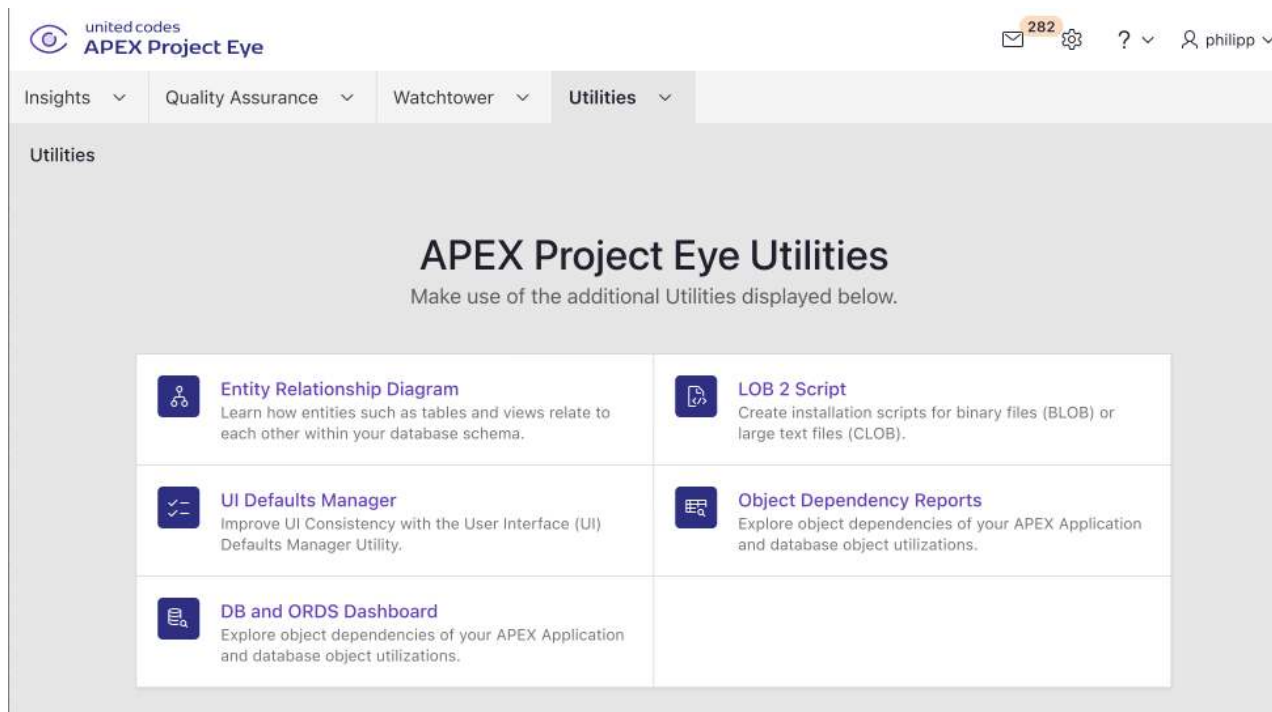 united codes
APEX Project Eye
282
? philipp
Insights Quality Assurance Watchtower Utilities
Utilities
APEX Project Eye Utilities
Make use of the additional Utilities displayed below.
Entity Relationship Diagram
Learn how entities such as tables and views relate to
each other within your database schema.
LOB 2 Script
Create installation scripts for binary files (BLOB) or
large text files (CLOB).
UI Defaults Manager
Improve UI Consistency with the User Interface (UI)
Defaults Manager Utility.
Object Dependency Reports
Explore object dependencies of your APEX Application
and database object utilizations.
DB and ORDS Dashboard
Explore object dependencies of your APEX Application
and database object utilizations.